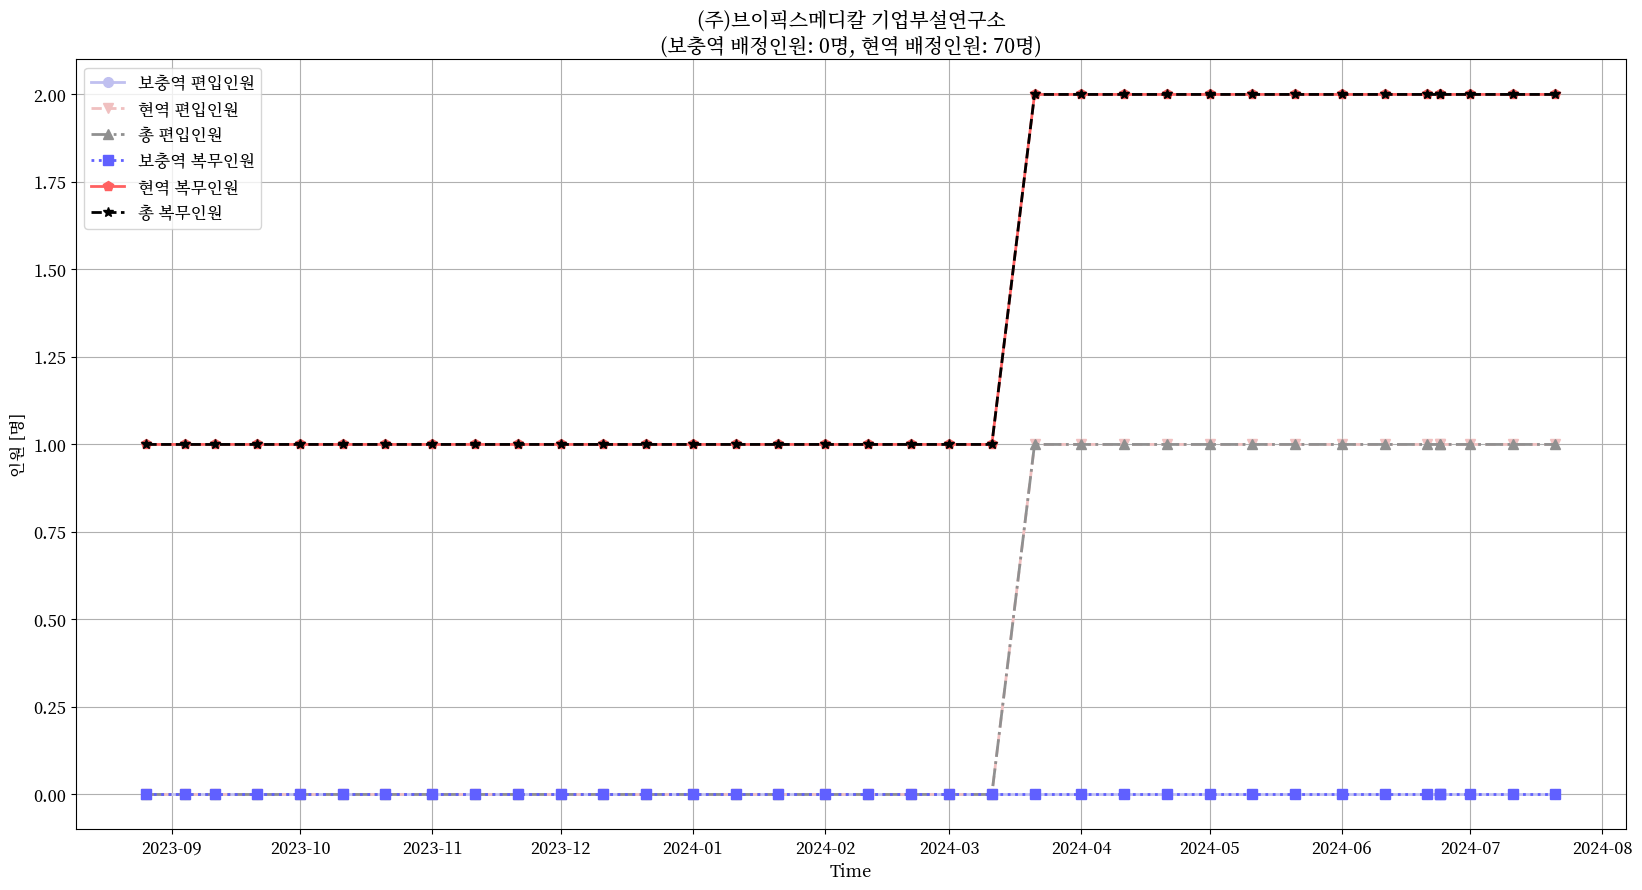 (주)브이픽스메디칼 기업부설연구소
(보충역 배정인원: 0명, 현역 배정인원: 70명)
보충역 편입인원
현역 편입인원
총 편입인원
보충역 복무인원
현역 복무인원
총 복무인원
2.00
1.75
1.50
1.25
1.00
0.75
0.50
0.25
0.00
인원 [명]
2023-09 2023-10 2023-11 2023-12 2024-01 2024-02 2024-03 2024-04 2024-05 2024-06 2024-07 2024-08
Time